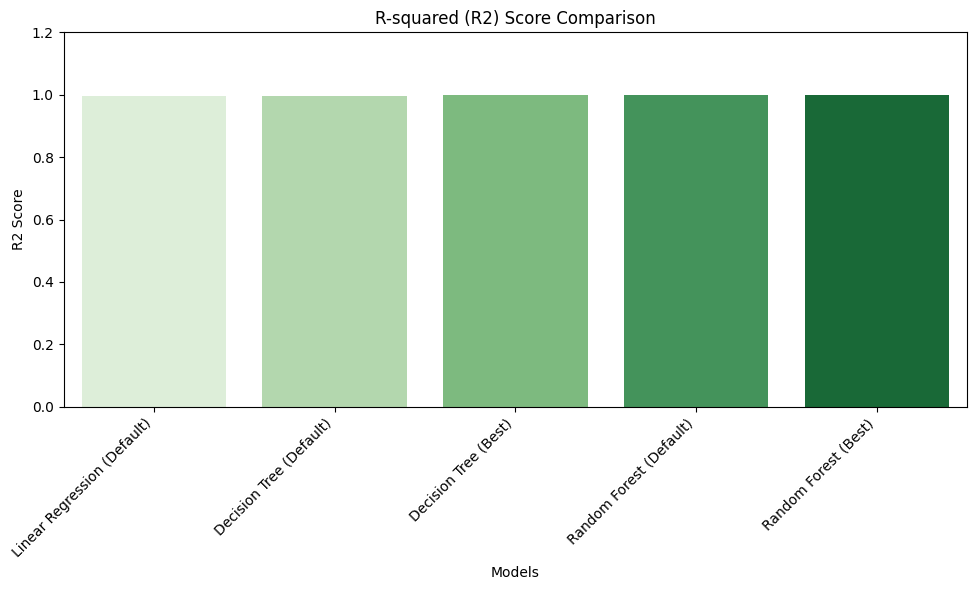 R-squared (R2) Score Comparison
1.2
1.0
0.8
0.6
0.4
0.2
0.0
R2 Score
Linear Regression (Default)
Decision Tree (Default)
Decision Tree (Best)
Random Forest (Default)
Random Forest (Best)
Models